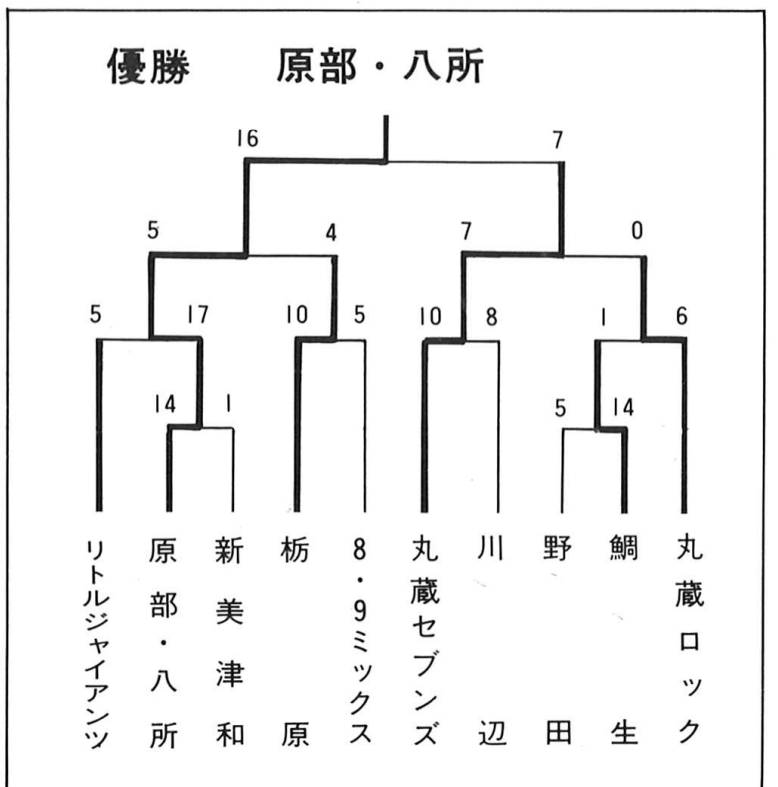 優勝 原部・八所
16 7
5 4 7 0
5 17 10 5 10 8 1 6
14 1 5 14
リトルジャイアンツ
原部・八所
新美津和
栃原
8・9ミックス
丸蔵セブンズ
川辺
野田
鯛生
丸蔵ロック